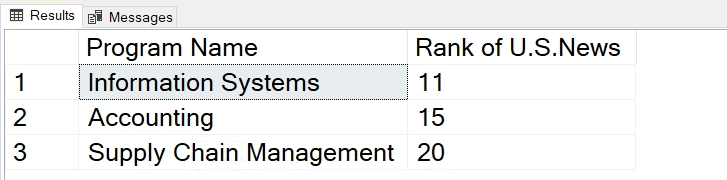 Results Messages
Program Name Rank of U.S.News
1 Information Systems 11
2 Accounting 15
3 Supply Chain Management 20